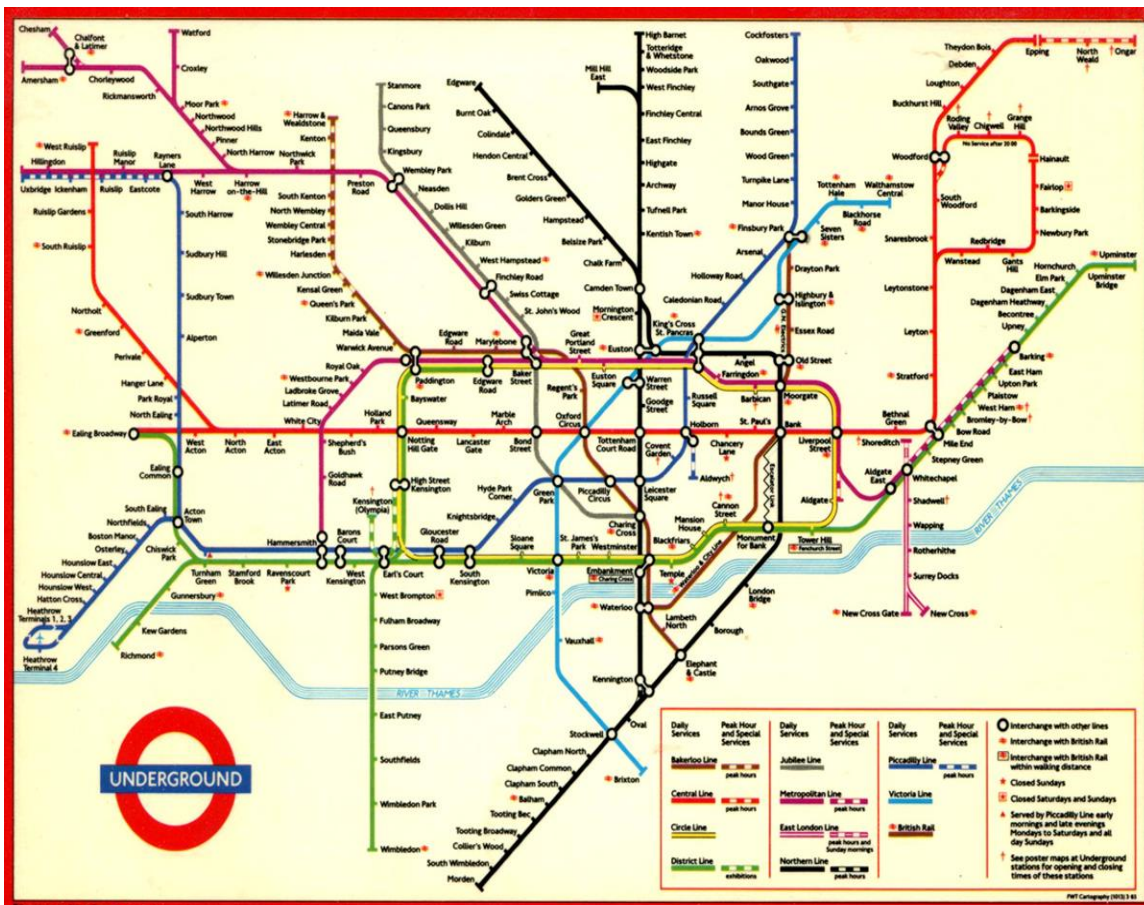 Chesham
Chalfont
& Latimer
Watford
Croxley
Amersham
Chorleywood
Rickmansworth
Moor Park
Northwood
Northwood Hills
Pinner
North Harrow
West Ruislip
Hillingdon
Ruislip
Manor
Rayners
Lane
Uxbridge
Ickenham
Ruislip
Eastcote
West
Harrow
Harrow
on-the-Hill
Northwick
Park
Preston
Road
Harrow &
Wealdstone
Kenton
Stanmore
Canons Park
Queensbury
Kingsbury
Wembley Park
Neasden
Dollis Hill
Willesden Green
Kilburn
West Hampstead
Finchley Road
Swiss Cottage
St. John's Wood
Edgware
Burnt Oak
Colindale
Hendon Central
Brent Cross
Golders Green
Hampstead
Belsize Park
Chalk Farm
Camden Town
Mornington
Crescent
Euston
High Barnet
Totteridge
& Whetstone
Woodside Park
Mill Hill
East
West Finchley
Finchley Central
East Finchley
Highgate
Archway
Tufnell Park
Kentish Town
Cockfosters
Oakwood
Southgate
Arnos Grove
Bounds Green
Wood Green
Turnpike Lane
Manor House
Finsbury Park
Arsenal
Holloway Road
Caledonian Road
King's Cross
St. Pancras
Tottenham
Hale
Walthamstow
Central
Seven
Sisters
Blackhorse
Road
Drayton Park
Highbury &
Islington
G.N. Electrics
Essex Road
Old Street
Angel
Theydon Bois
Debden
Loughton
Buckhurst Hill
Epping
North
Weald
Ongar
Roding
Valley
Chigwell
Grange
Hill
No Service after 20 00
Woodford
Hainault
Fairlop
Barkingside
Newbury Park
South
Woodford
Snaresbrook
Redbridge
Wanstead
Gants
Hill
Leytonstone
Leyton
Stratford
Hornchurch
Elm Park
Dagenham East
Dagenham Heathway
Becontree
Upney
Upminster
Upminster
Bridge
Barking
East Ham
Upton Park
Plaistow
West Ham
Bromley-by-Bow
Bow Road
Mile End
Stepney Green
Bethnal
Green
Ruislip Gardens
South Ruislip
Northolt
Greenford
Perivale
Hanger Lane
South Harrow
Sudbury Hill
Sudbury Town
Alperton
Park Royal
North Ealing
South Kenton
North Wembley
Wembley Central
Stonebridge Park
Harlesden
Willesden Junction
Kensal Green
Queen's Park
Kilburn Park
Maida Vale
Warwick Avenue
Edgware
Road
Marylebone
Great
Portland
Street
Royal Oak
Westbourne Park
Ladbroke Grove
Latimer Road
Paddington
Edgware
Road
Baker
Street
Euston
Square
Warren
Street
Farringdon
Barbican
Moorgate
Bayswater
Regent's
Park
Goodge
Street
Russell
Square
White City
Holland
Park
Queensway
Marble
Arch
Oxford
Circus
Holborn
St. Paul's
Bank
Ealing Broadway
West
Acton
North
Acton
East
Acton
Shepherd's
Bush
Notting
Hill Gate
Lancaster
Gate
Bond
Street
Tottenham
Court Road
Covent
Garden
Chancery
Lane
Liverpool
Street
Shoreditch
Ealing
Common
Goldhawk
Road
High Street
Kensington
Kensington
(Olympia)
Hyde Park
Corner
Green
Park
Piccadilly
Circus
Leicester
Square
Aldwych
Escalator Link
Aldgate
Aldgate
East
Whitechapel
Shadwell
Wapping
Rotherhithe
Surrey Docks
New Cross Gate
New Cross
RIVER THAMES
South Ealing
Northfields
Boston Manor
Osterley
Hounslow East
Hounslow Central
Hounslow West
Hatton Cross
Heathrow
Terminals 1, 2, 3
Heathrow
Terminal 4
Acton
Town
Chiswick
Park
Turnham
Green
Stamford
Brook
Ravenscourt
Park
Hammersmith
Barons
Court
West
Kensington
Earl's Court
Gloucester
Road
South
Kensington
Knightsbridge
Sloane
Square
Victoria
St. James's
Park
Westminster
Charing
Cross
Embankment
Charing Cross
Temple
Blackfriars
Mansion
House
Cannon
Street
Monument
for Bank
Tower Hill
Fenchurch Street
Waterloo & City Line
Gunnersbury
Kew Gardens
Richmond
West Brompton
Fulham Broadway
Parsons Green
Putney Bridge
East Putney
Southfields
Wimbledon Park
Wimbledon
RIVER THAMES
Pimlico
Vauxhall
Waterloo
Lambeth
North
London
Bridge
Borough
Elephant
& Castle
Kennington
Oval
Stockwell
Brixton
Clapham North
Clapham Common
Clapham South
Balham
Tooting Bec
Tooting Broadway
Collier's Wood
South Wimbledon
Morden
UNDERGROUND
Daily
Services
Peak Hour
and Special
Services
Bakerloo Line
peak hours
Central Line
peak hours
Circle Line
District Line
exhibitions
Daily
Services
Peak Hour
and Special
Services
Jubilee Line
Metropolitan Line
peak hours
East London Line
peak hours and
Sunday mornings
Northern Line
peak hours
Daily
Services
Peak Hour
and Special
Services
Piccadilly Line
peak hours
Victoria Line
British Rail
Interchange with other lines
Interchange with British Rail
Interchange with British Rail
within walking distance
Closed Sundays
Closed Saturdays and Sundays
Served by Piccadilly Line early
mornings and late evenings
Mondays to Saturdays and all
day Sundays
See poster maps at Underground
stations for opening and closing
times of these stations